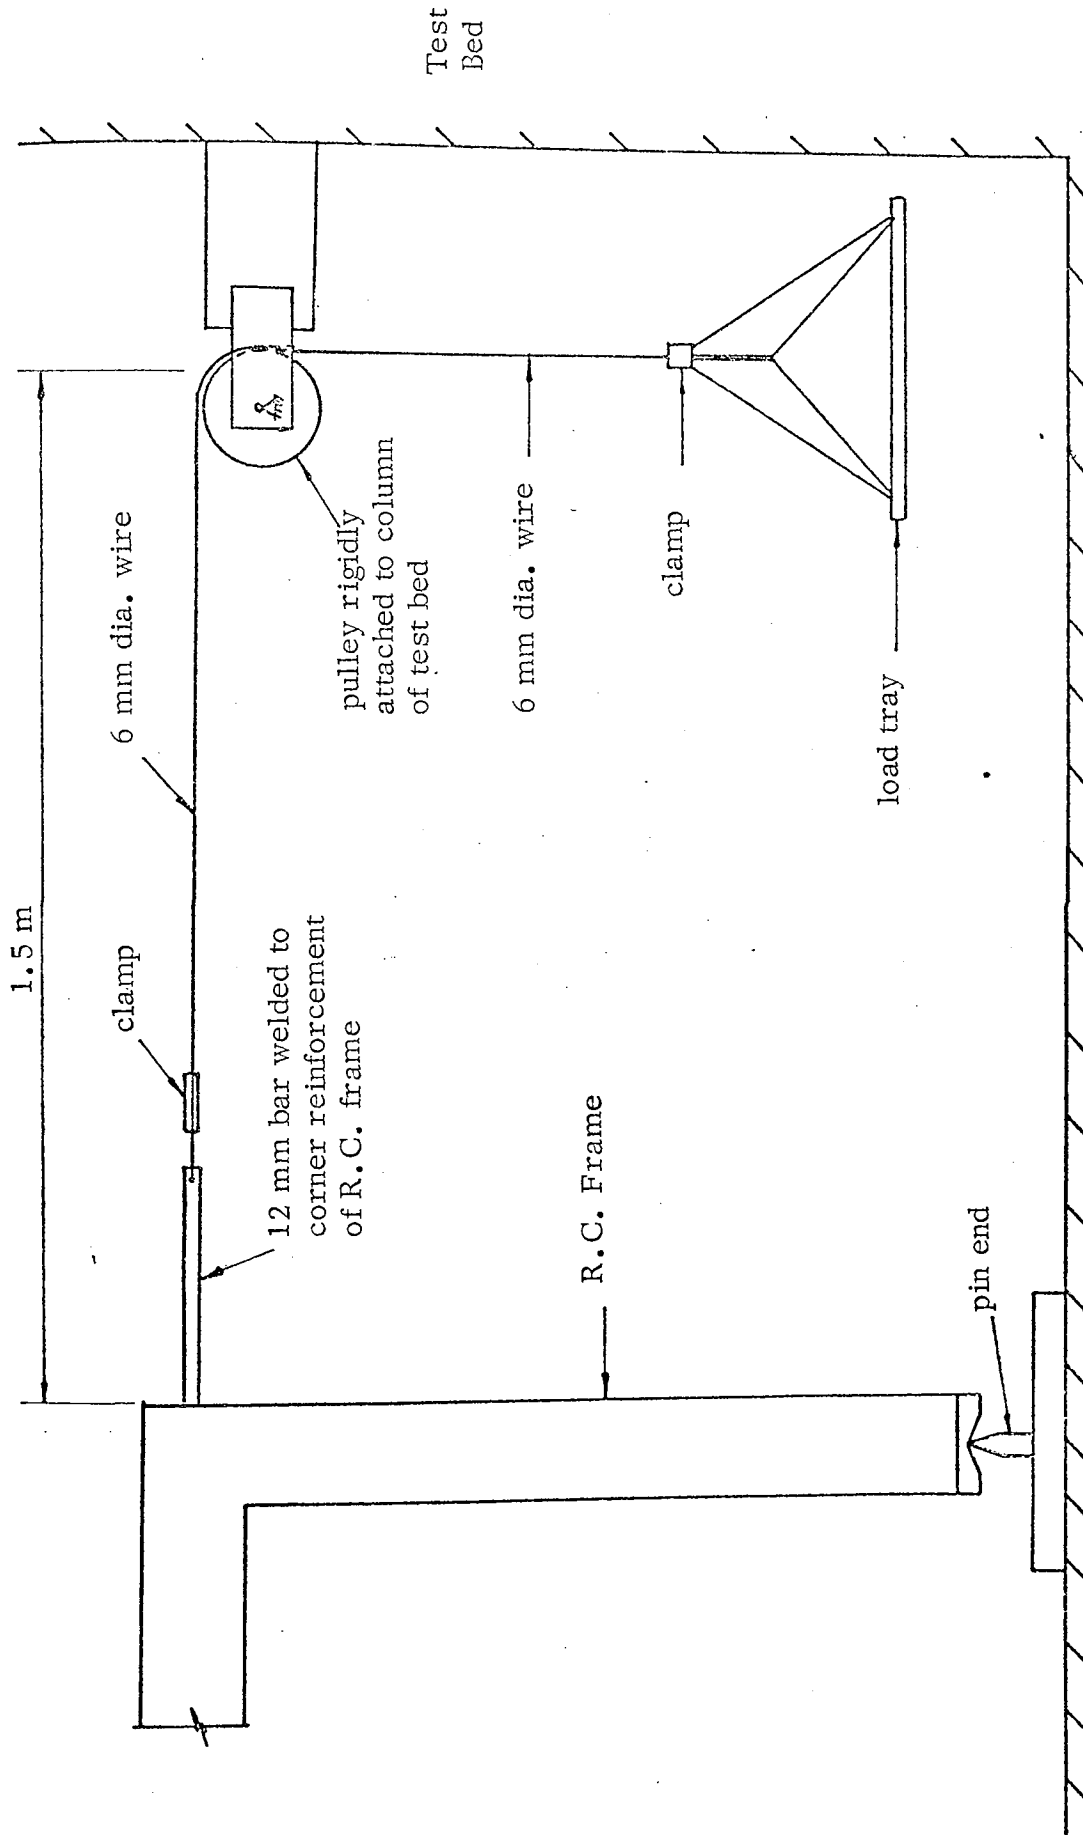 1.5 m
clamp
6 mm dia. wire
12 mm bar welded to
corner reinforcement
of R.C. frame
pulley rigidly
attached to column
of test bed
Test
Bed
6 mm dia. wire
R.C. Frame
clamp
load tray
pin end